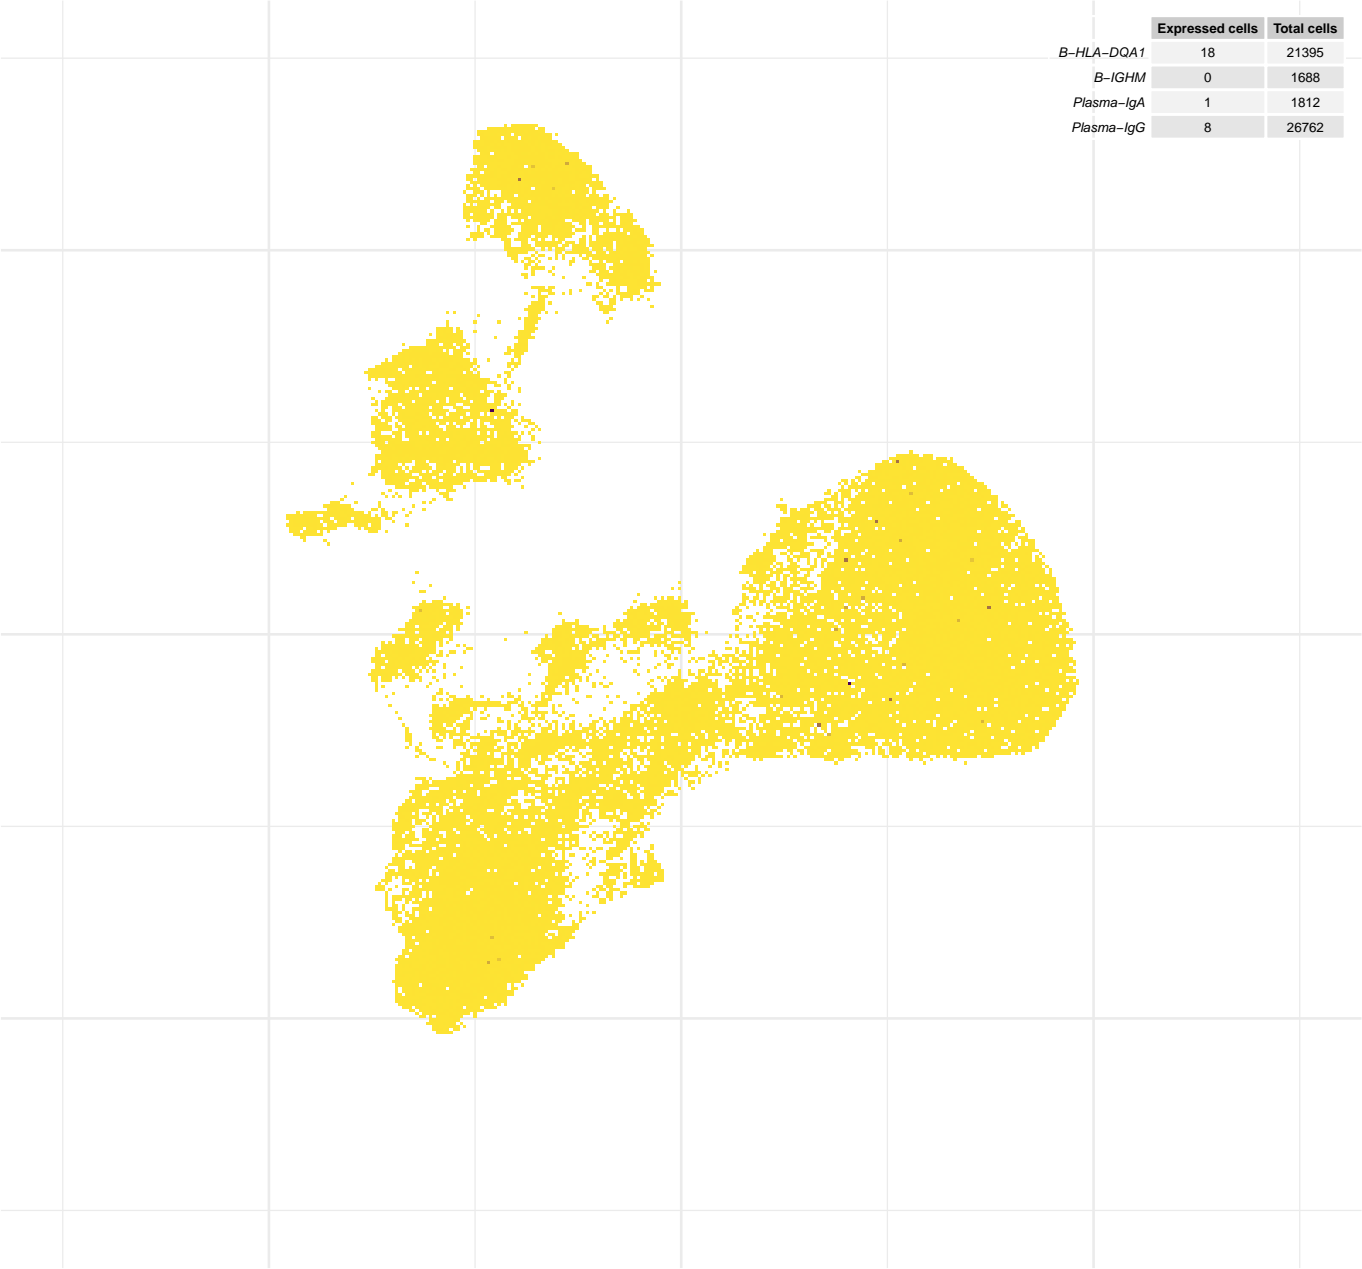 Expressed cells Total cells
B−HLA−DQA1 18 21395
B−IGHM 0 1688
Plasma−IgA 1 1812
Plasma−IgG 8 26762